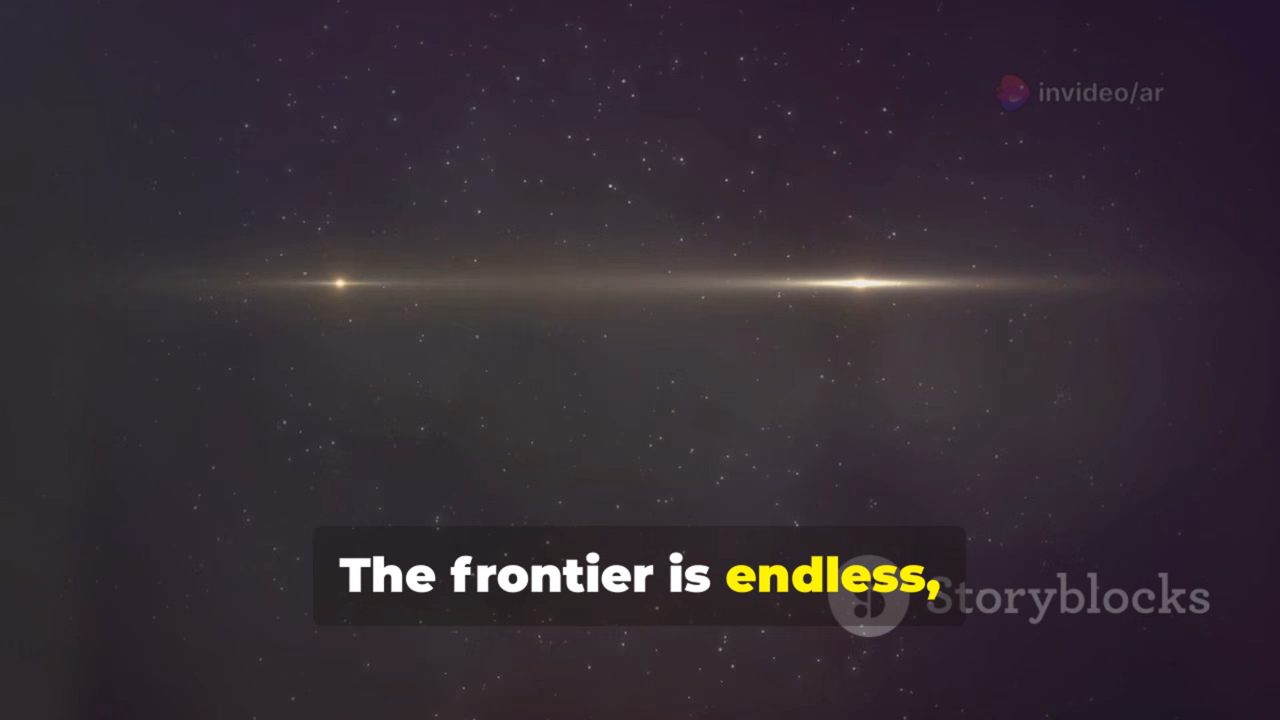 invideo/ar
The frontier is endless,
Storyblocks